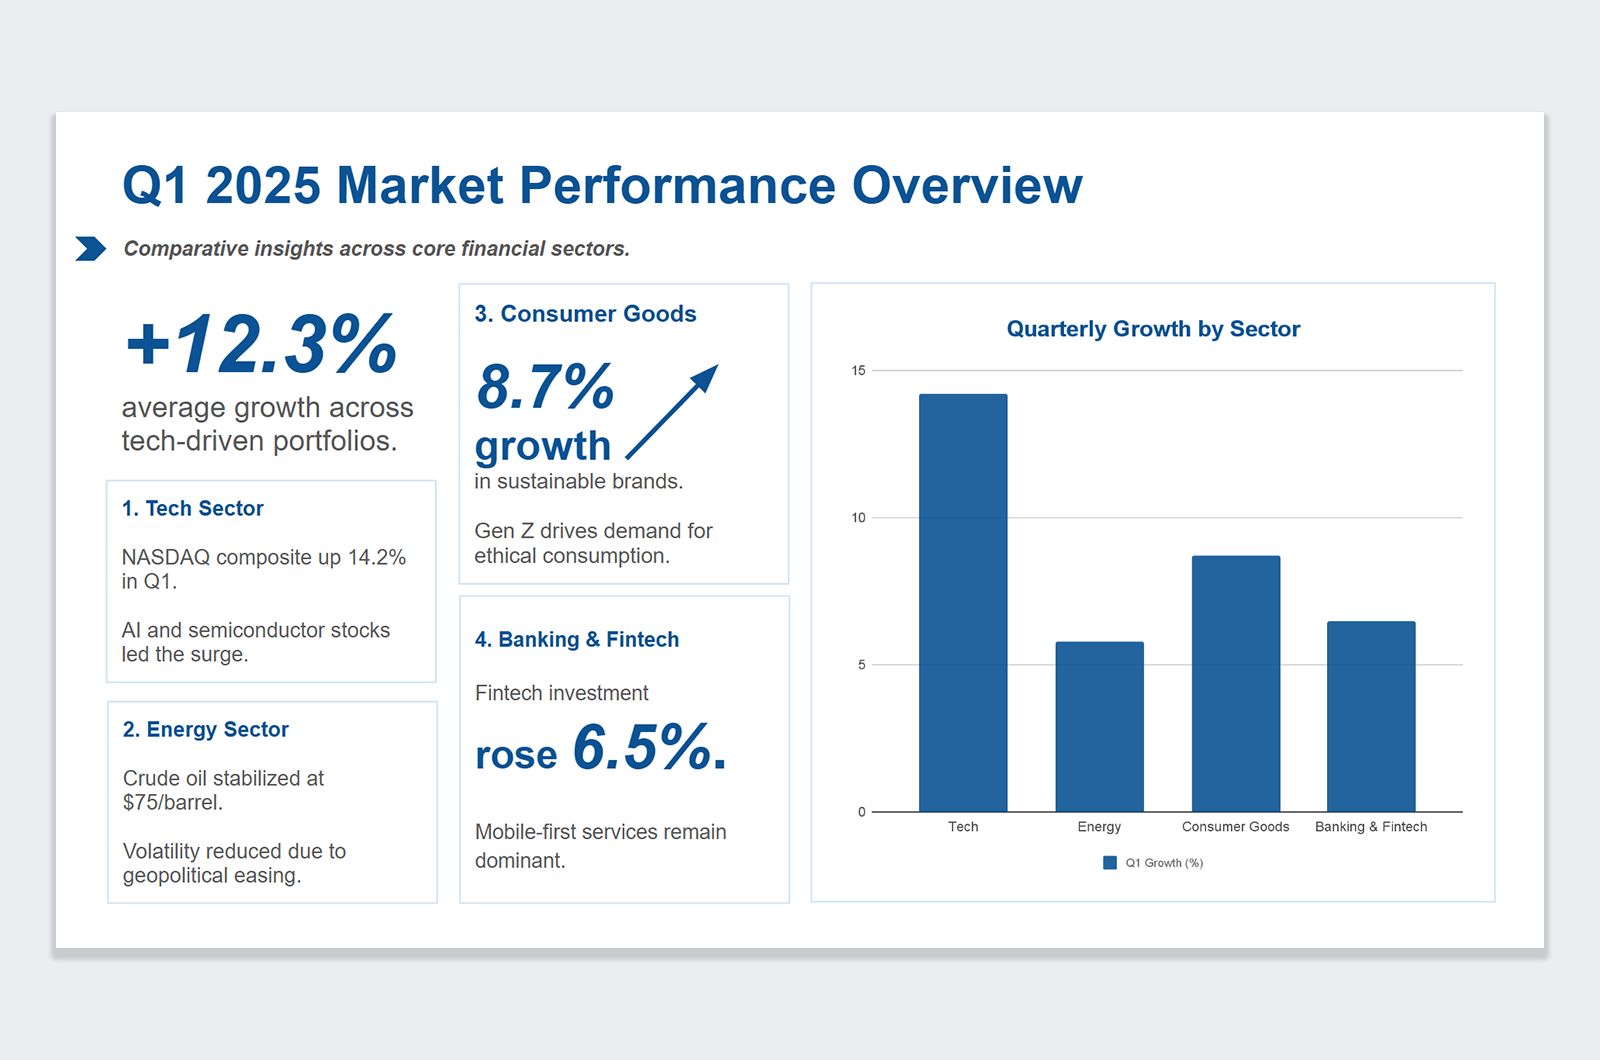 Q1 2025 Market Performance Overview
Comparative insights across core financial sectors.
+12.3%
average growth across
tech-driven portfolios.
1. Tech Sector
NASDAQ composite up 14.2%
in Q1.
AI and semiconductor stocks
led the surge.
2. Energy Sector
Crude oil stabilized at
$75/barrel.
Volatility reduced due to
geopolitical easing.
3. Consumer Goods
8.7%
growth
in sustainable brands.
Gen Z drives demand for
ethical consumption.
4. Banking & Fintech
Fintech investment
rose 6.5%.
Mobile-first services remain
dominant.
Quarterly Growth by Sector
15
10
5
0
Tech Energy Consumer Goods Banking & Fintech
Q1 Growth (%)